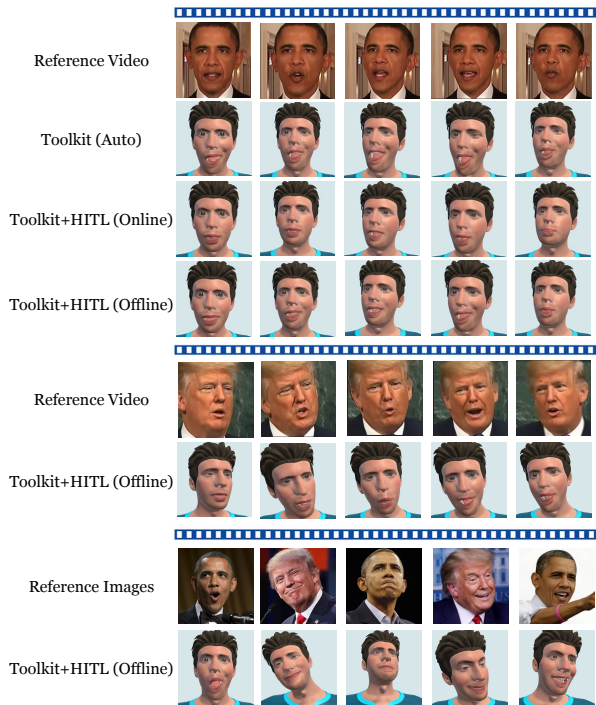 Reference Video
Toolkit (Auto)
Toolkit+HITL (Online)
Toolkit+HITL (Offline)
Reference Video
Toolkit+HITL (Offline)
Reference Images
Toolkit+HITL (Offline)